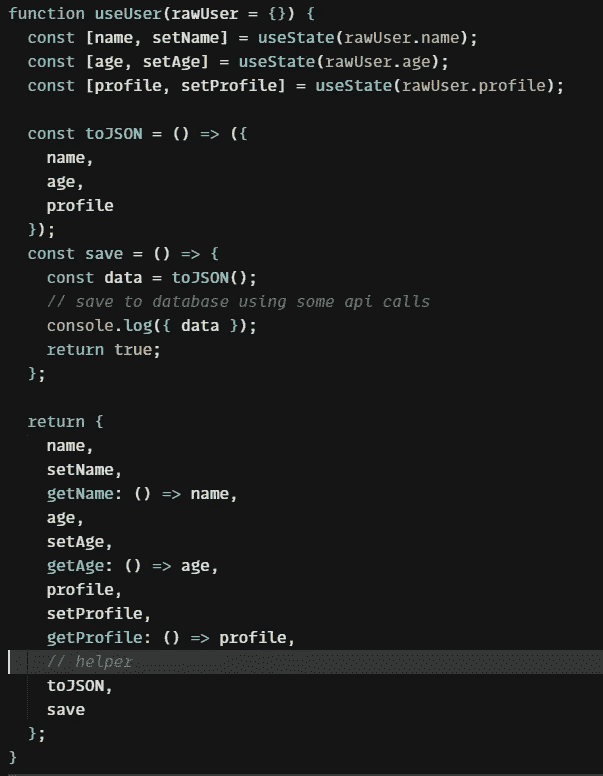 function useUser(rawUser = {}) {
  const [name, setName] = useState(rawUser.name);
  const [age, setAge] = useState(rawUser.age);
  const [profile, setProfile] = useState(rawUser.profile);

  const toJSON = () => ({
    name,
    age,
    profile
  });
  const save = () => {
    const data = toJSON();
    // save to database using some api calls
    console.log({ data });
    return true;
  };

  return {
    name,
    setName,
    getName: () => name,
    age,
    setAge,
    getAge: () => age,
    profile,
    setProfile,
    getProfile: () => profile,
    // helper
    toJSON,
    save
  };
}